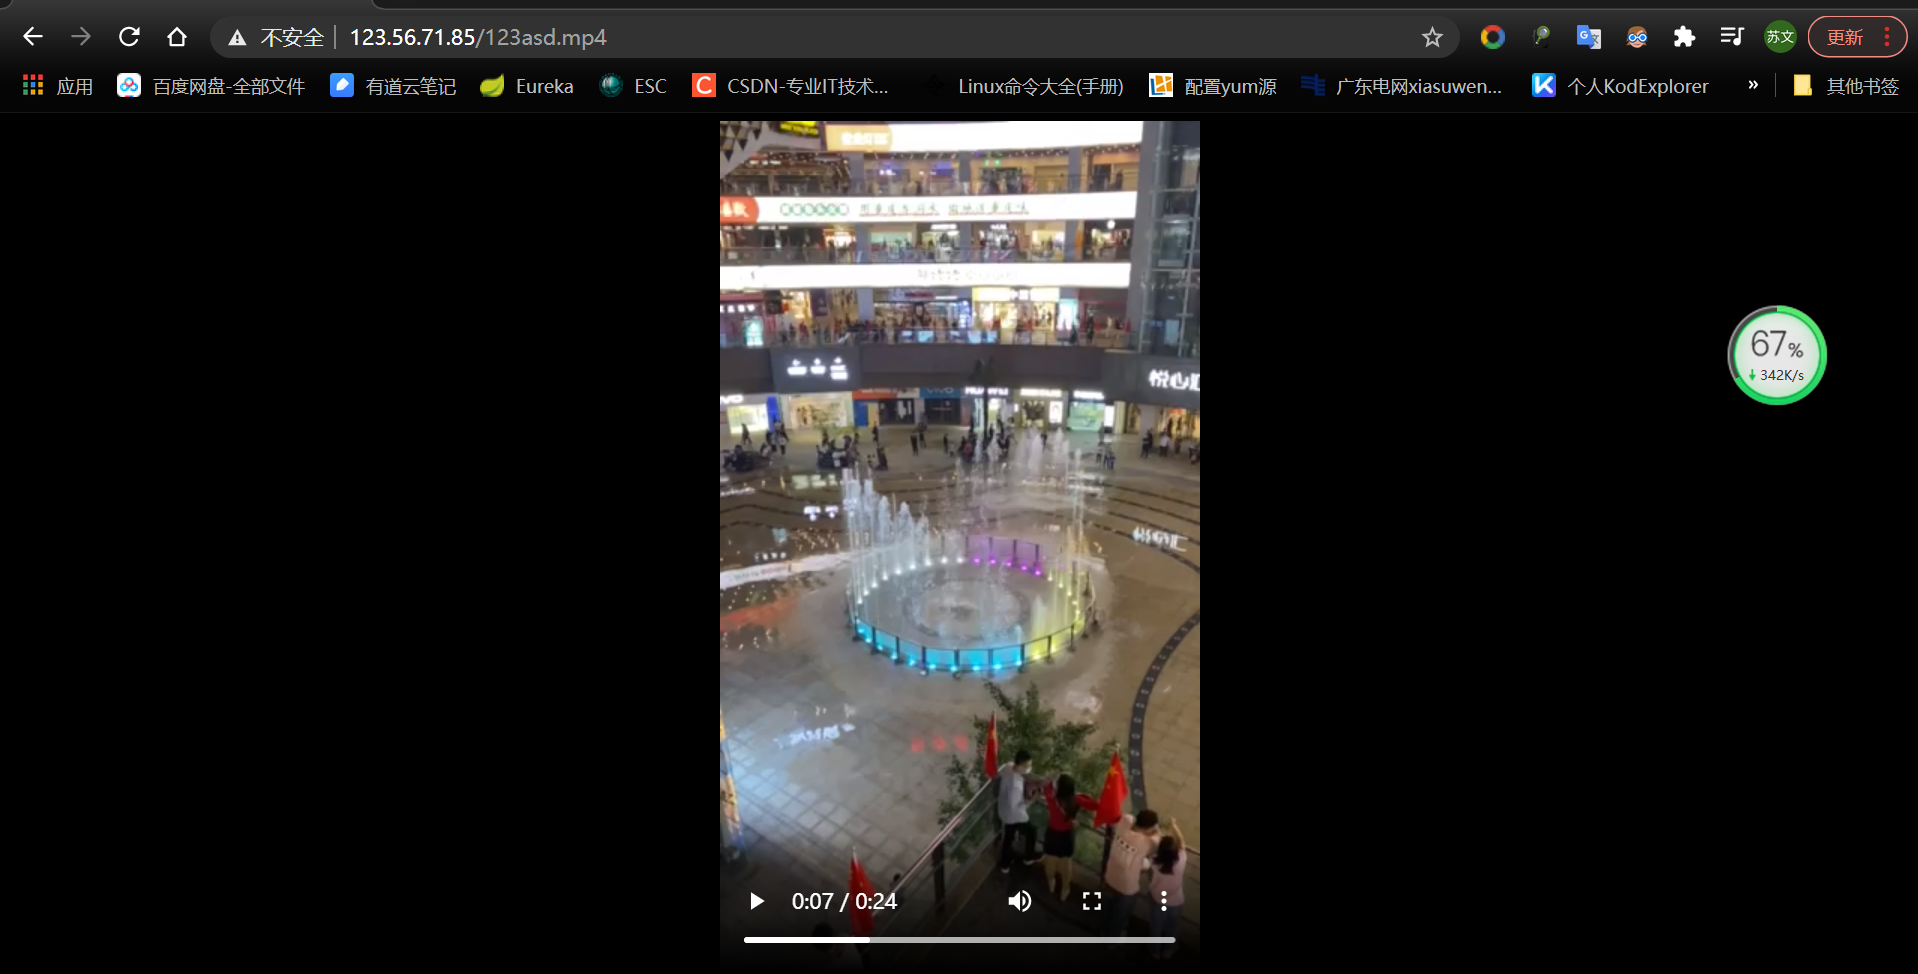 不安全 123.56.71.85/123asd.mp4
苏文
更新
应用 百度网盘-全部文件 有道云笔记 Eureka ESC CSDN-专业IT技术... Linux命令大全(手册) 配置yum源 广东电网xiasuwen... 个人KodExplorer » 其他书签
67%
342K/s
悦心汇
0:07 / 0:24